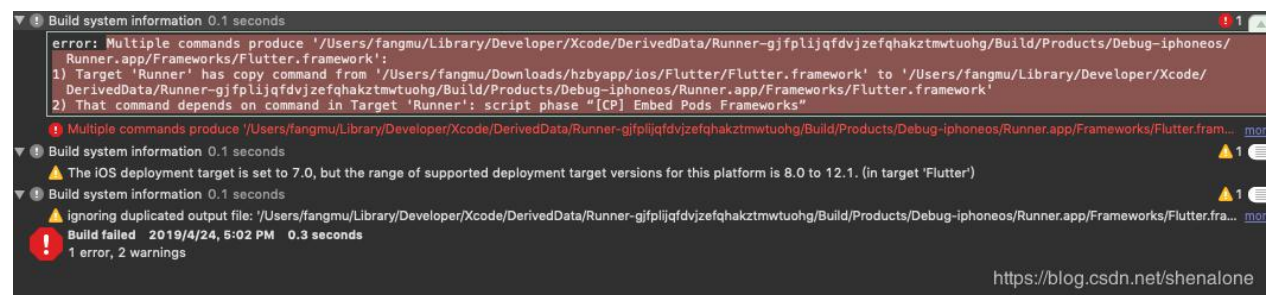 Build system information 0.1 seconds
1
error: Multiple commands produce '/Users/fangmu/Library/Developer/Xcode/DerivedData/Runner-gjfplijqfdvjzefqhakztmwtuohg/Build/Products/Debug-iphoneos/
Runner.app/Frameworks/Flutter.framework':
1) Target 'Runner' has copy command from '/Users/fangmu/Downloads/hzbyapp/ios/Flutter/Flutter.framework' to '/Users/fangmu/Library/Developer/Xcode/
DerivedData/Runner-gjfplijqfdvjzefqhakztmwtuohg/Build/Products/Debug-iphoneos/Runner.app/Frameworks/Flutter.framework'
2) That command depends on command in Target 'Runner': script phase “[CP] Embed Pods Frameworks”
Multiple commands produce '/Users/fangmu/Library/Developer/Xcode/DerivedData/Runner-gjfplijqfdvjzefqhakztmwtuohg/Build/Products/Debug-iphoneos/Runner.app/Frameworks/Flutter.fram... mor
Build system information 0.1 seconds
1
The iOS deployment target is set to 7.0, but the range of supported deployment target versions for this platform is 8.0 to 12.1. (in target 'Flutter')
Build system information 0.1 seconds
1
ignoring duplicated output file: '/Users/fangmu/Library/Developer/Xcode/DerivedData/Runner-gjfplijqfdvjzefqhakztmwtuohg/Build/Products/Debug-iphoneos/Runner.app/Frameworks/Flutter.fra... mor
Build failed 2019/4/24, 5:02 PM 0.3 seconds
1 error, 2 warnings
https://blog.csdn.net/shenalone